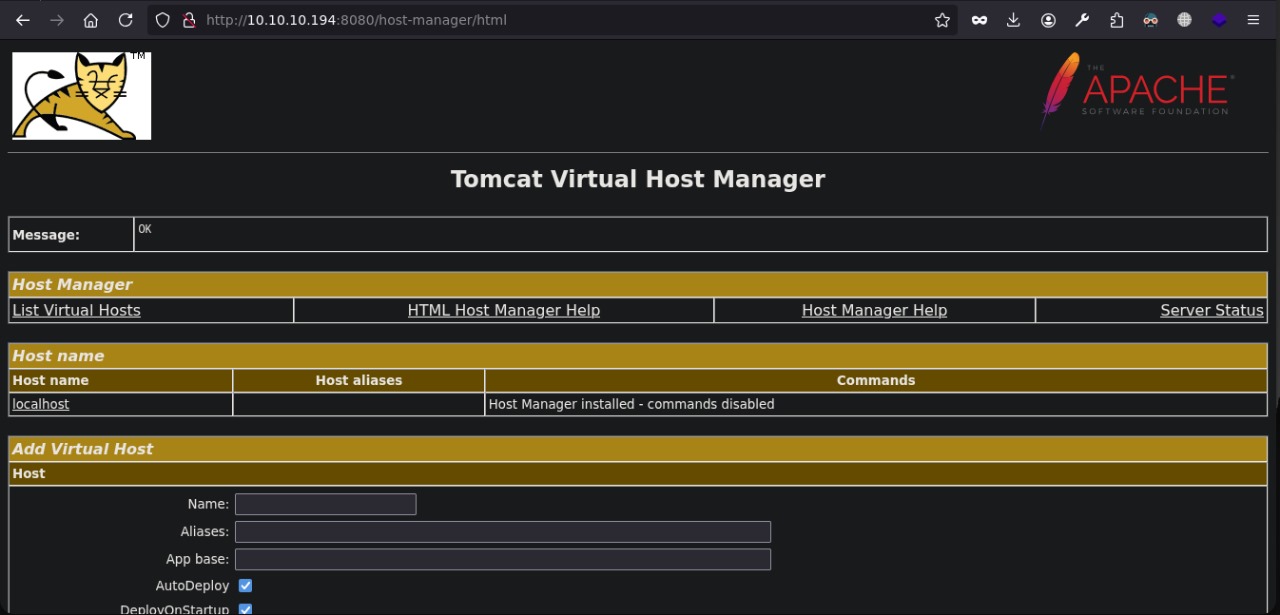 http://10.10.10.194:8080/host-manager/html
TM
THE
APACHE®
SOFTWARE FOUNDATION
Tomcat Virtual Host Manager
Message: OK
Host Manager
List Virtual Hosts HTML Host Manager Help Host Manager Help Server Status
Host name
Host name Host aliases Commands
localhost Host Manager installed - commands disabled
Add Virtual Host
Host
Name:
Aliases:
App base:
AutoDeploy
DeployOnStartup